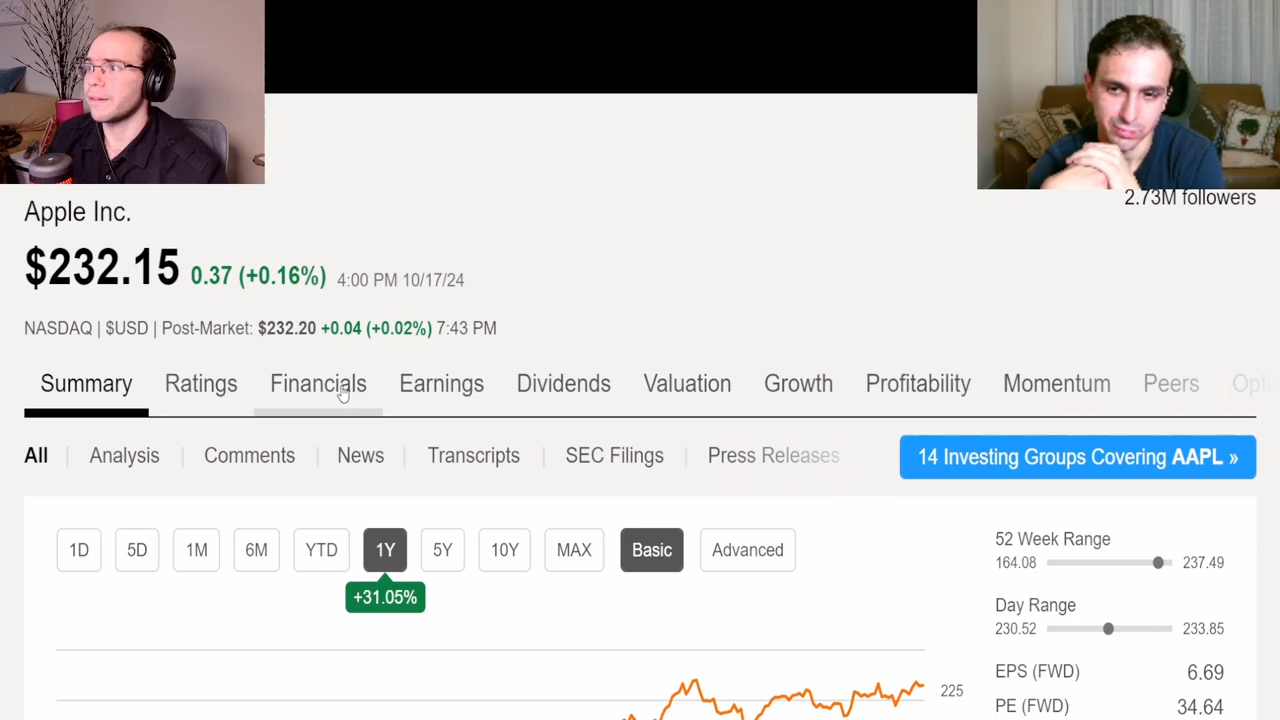 2.73M followers
Apple Inc.
$232.15 0.37 (+0.16%) 4:00 PM 10/17/24
NASDAQ | $USD | Post-Market: $232.20 +0.04 (+0.02%) 7:43 PM
Summary Ratings Financials Earnings Dividends Valuation Growth Profitability Momentum Peers Opti
All | Analysis | Comments | News | Transcripts | SEC Filings | Press Releases
14 Investing Groups Covering AAPL »
1D 5D 1M 6M YTD 1Y 5Y 10Y MAX Basic Advanced
+31.05%
225
52 Week Range
164.08 237.49
Day Range
230.52 233.85
EPS (FWD) 6.69
PE (FWD) 34.64